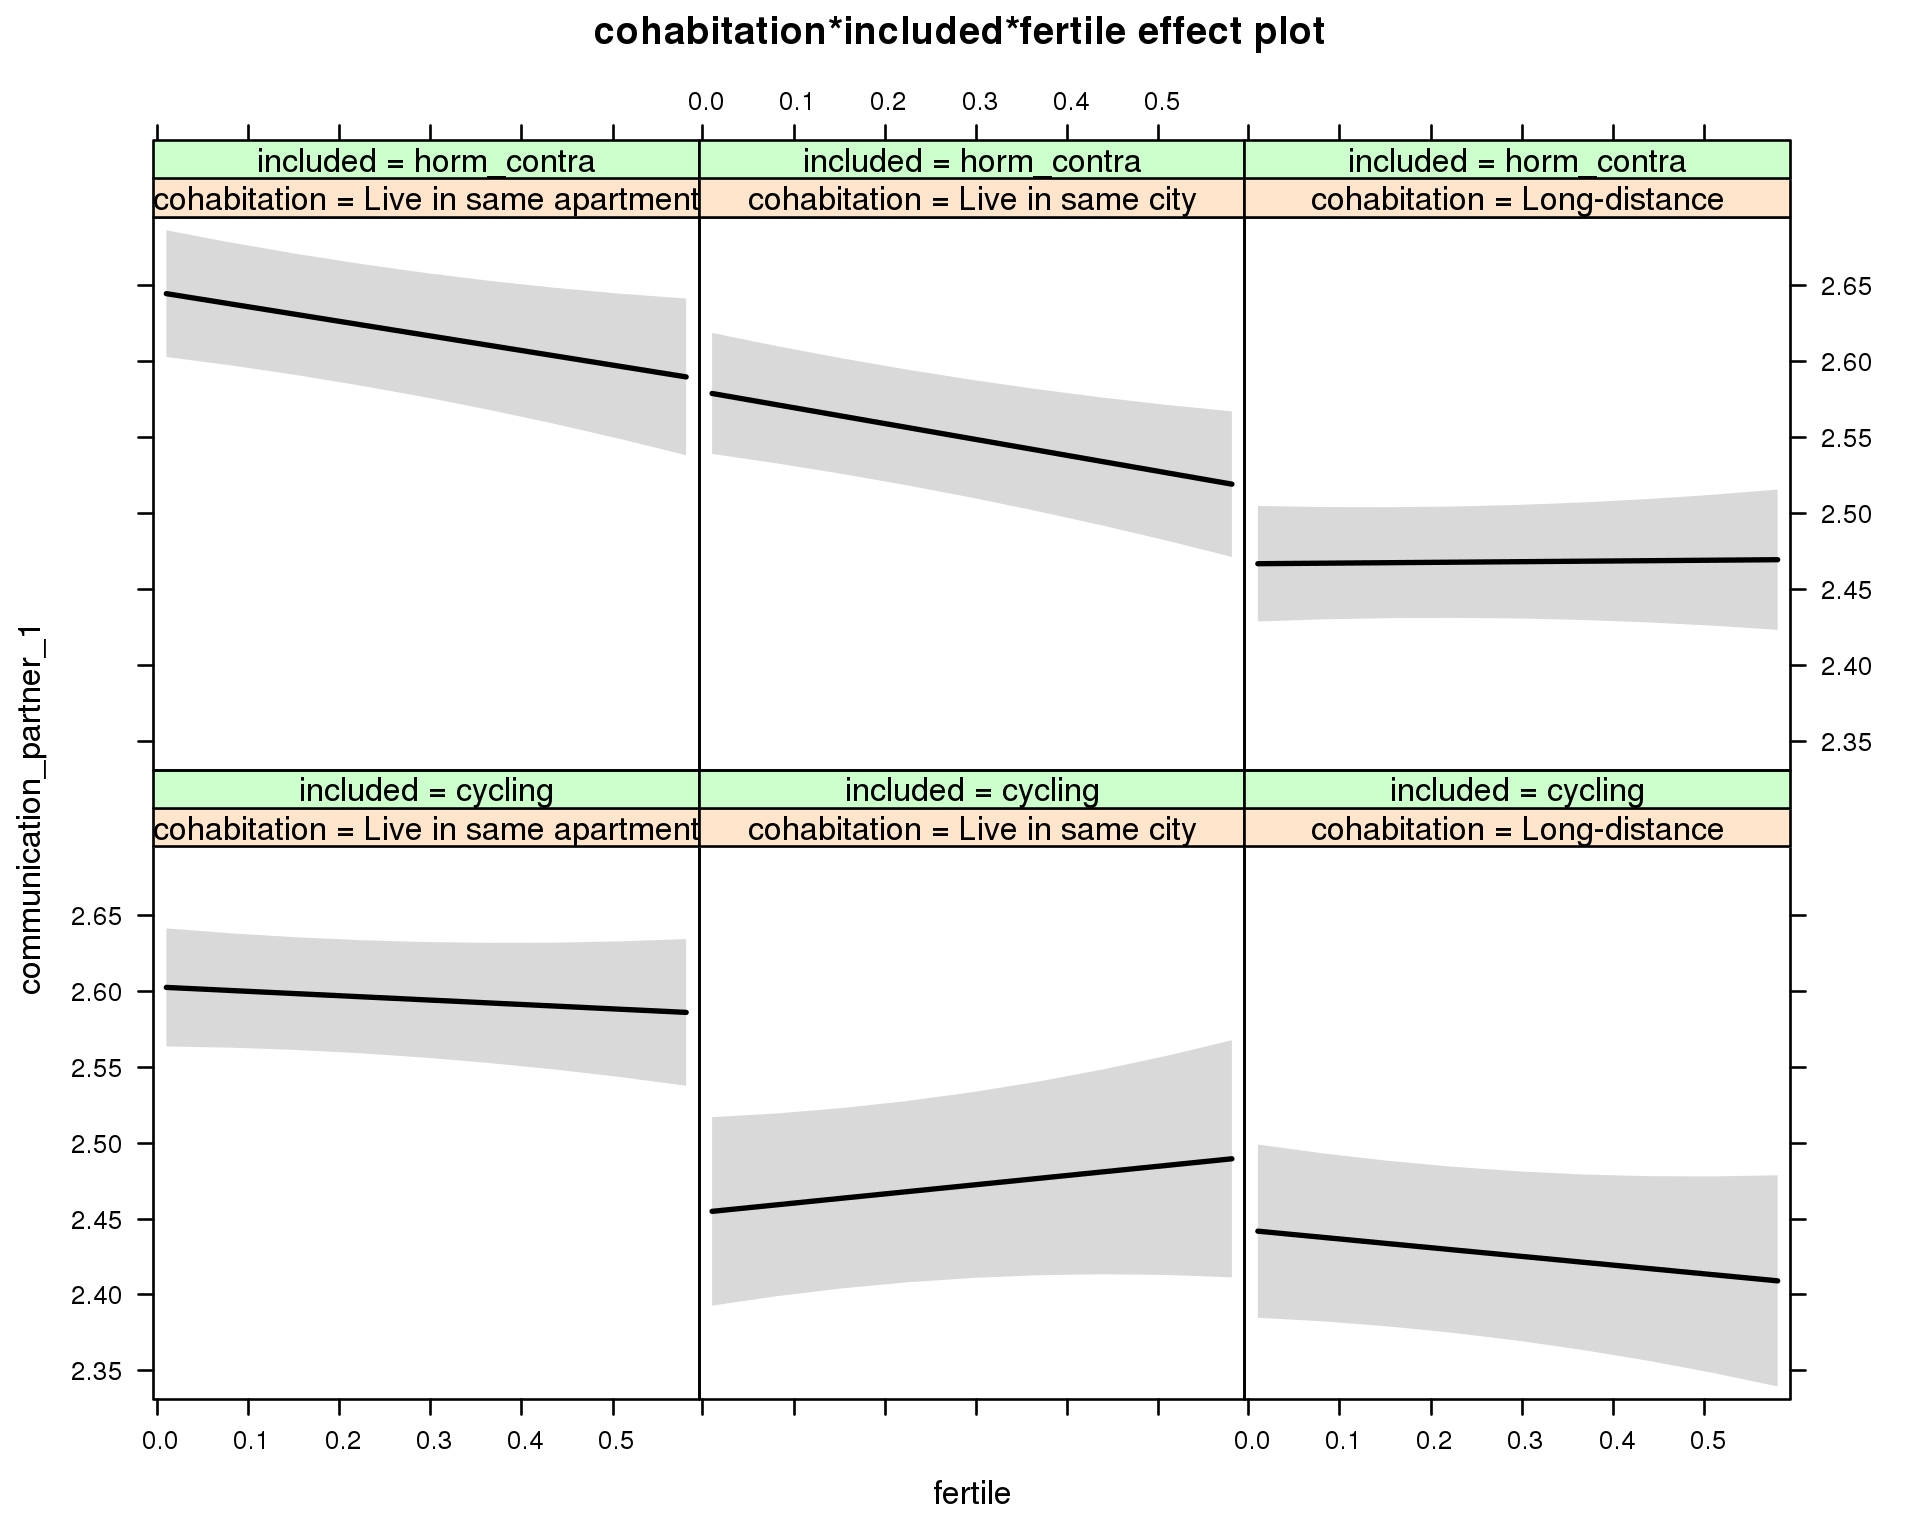 cohabitation*included*fertile effect plot
0.0 0.1 0.2 0.3 0.4 0.5
included = horm_contra included = horm_contra included = horm_contra
cohabitation = Live in same apartment cohabitation = Live in same city cohabitation = Long-distance
2.65
2.60
2.55
2.50
2.45
2.40
2.35
communication_partner_1
included = cycling included = cycling included = cycling
cohabitation = Live in same apartment cohabitation = Live in same city cohabitation = Long-distance
2.65
2.60
2.55
2.50
2.45
2.40
2.35
0.0 0.1 0.2 0.3 0.4 0.5 0.0 0.1 0.2 0.3 0.4 0.5
fertile